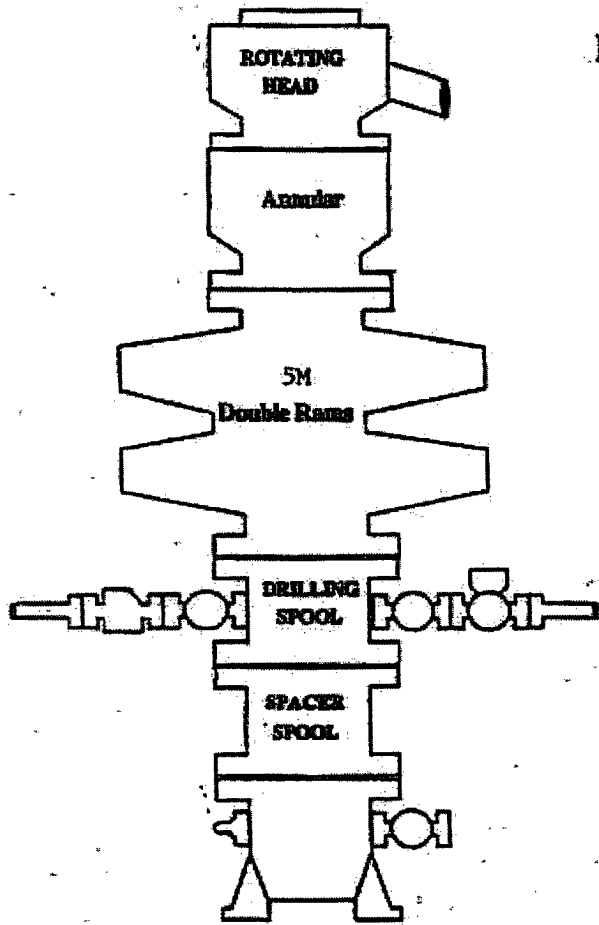 ROTATING
HEAD
Annular
5M
Double Rams
DRILLING
SPOOL
SPACER
SPOOL